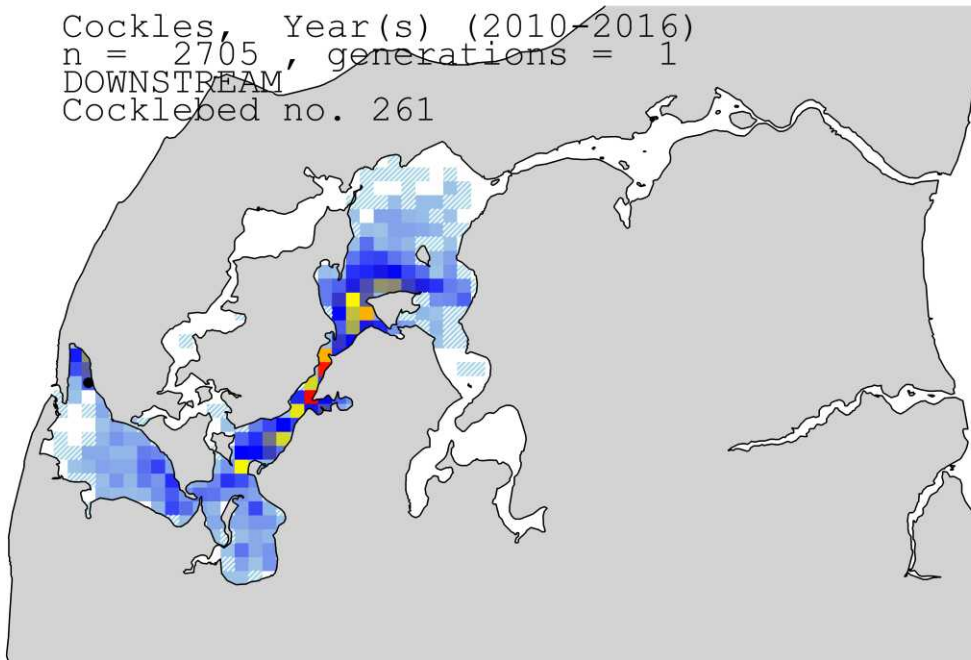 Cockles, Year(s) (2010-2016)
n = 2705 , generations = 1
DOWNSTREAM
Cocklebed no. 261